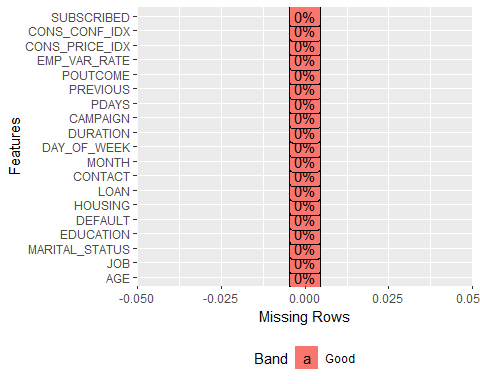 SUBSCRIBED 0%
CONS_CONF_IDX 0%
CONS_PRICE_IDX 0%
EMP_VAR_RATE 0%
POUTCOME 0%
PREVIOUS 0%
PDAYS 0%
CAMPAIGN 0%
DURATION 0%
DAY_OF_WEEK 0%
MONTH 0%
CONTACT 0%
LOAN 0%
HOUSING 0%
DEFAULT 0%
EDUCATION 0%
MARITAL_STATUS 0%
JOB 0%
AGE 0%
Features
-0.050 -0.025 0.000 0.025 0.05
Missing Rows
Band a Good